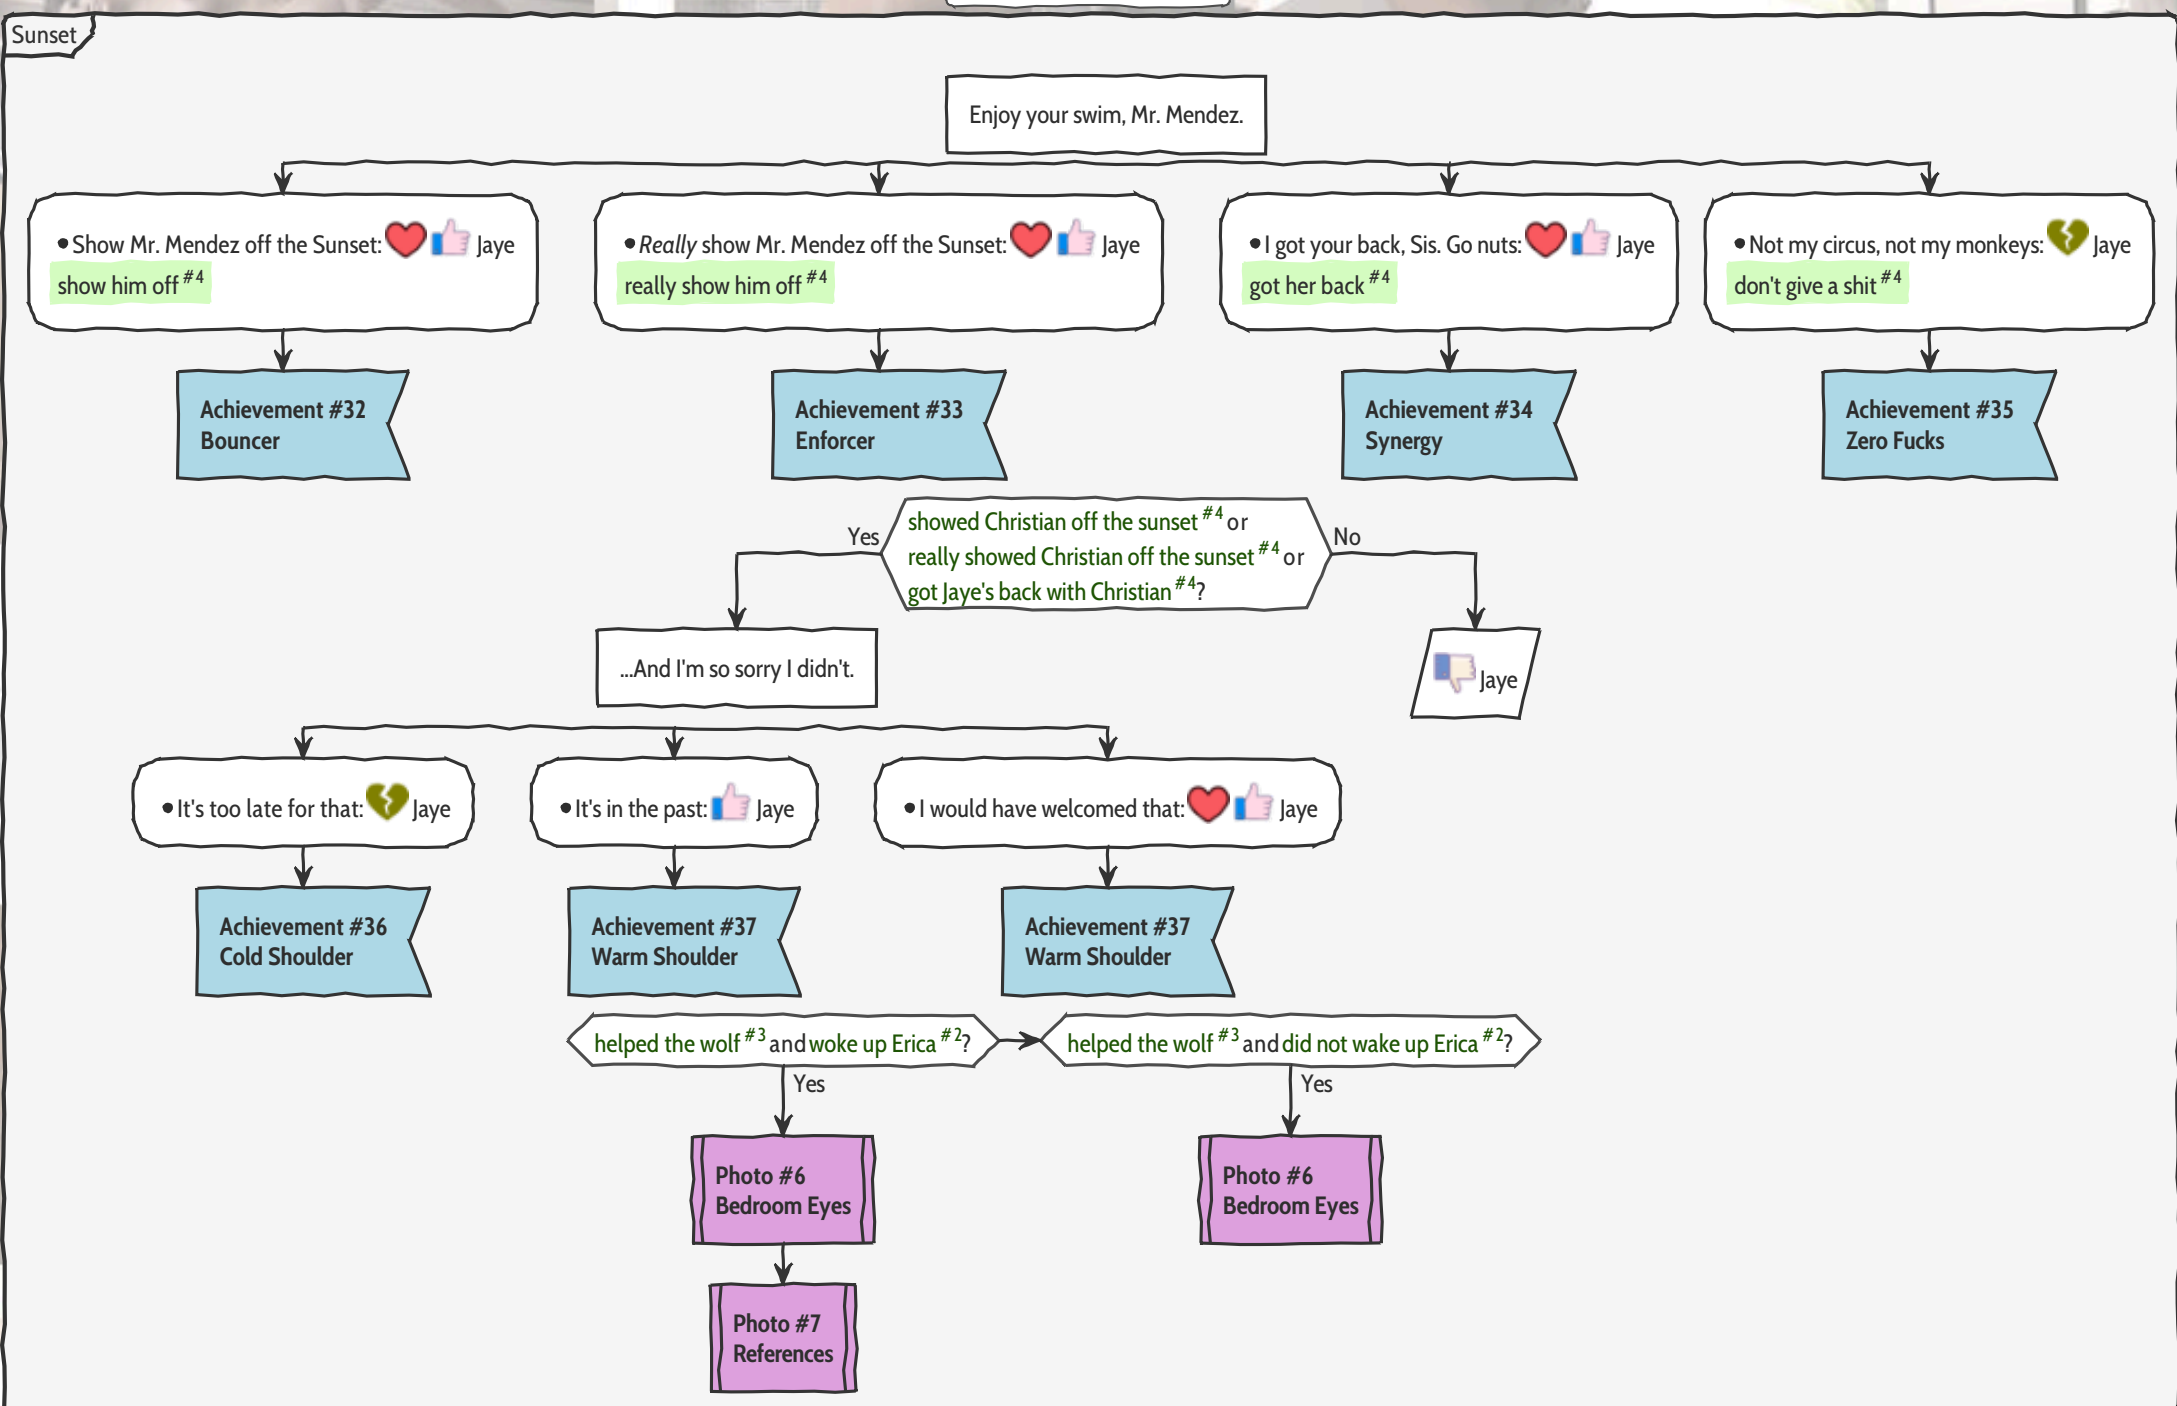 Sunset
Enjoy your swim, Mr. Mendez.
•Show Mr. Mendez off the Sunset: Jaye
show him off #4
•Really show Mr. Mendez off the Sunset: Jaye
really show him off #4
•I got your back, Sis. Go nuts: Jaye
got her back #4
•Not my circus, not my monkeys: Jaye
don't give a shit #4
Achievement #32
Bouncer
Achievement #33
Enforcer
Achievement #34
Synergy
Achievement #35
Zero Fucks
Yes
showed Christian off the sunset #4 or
really showed Christian off the sunset #4 or
got Jaye's back with Christian #4?
No
...And I'm so sorry I didn't.
Jaye
•It's too late for that: Jaye
•It's in the past: Jaye
•I would have welcomed that: Jaye
Achievement #36
Cold Shoulder
Achievement #37
Warm Shoulder
Achievement #37
Warm Shoulder
helped the wolf #3 and woke up Erica #2?
helped the wolf #3 and did not wake up Erica #2?
Yes
Yes
Photo #6
Bedroom Eyes
Photo #6
Bedroom Eyes
Photo #7
References